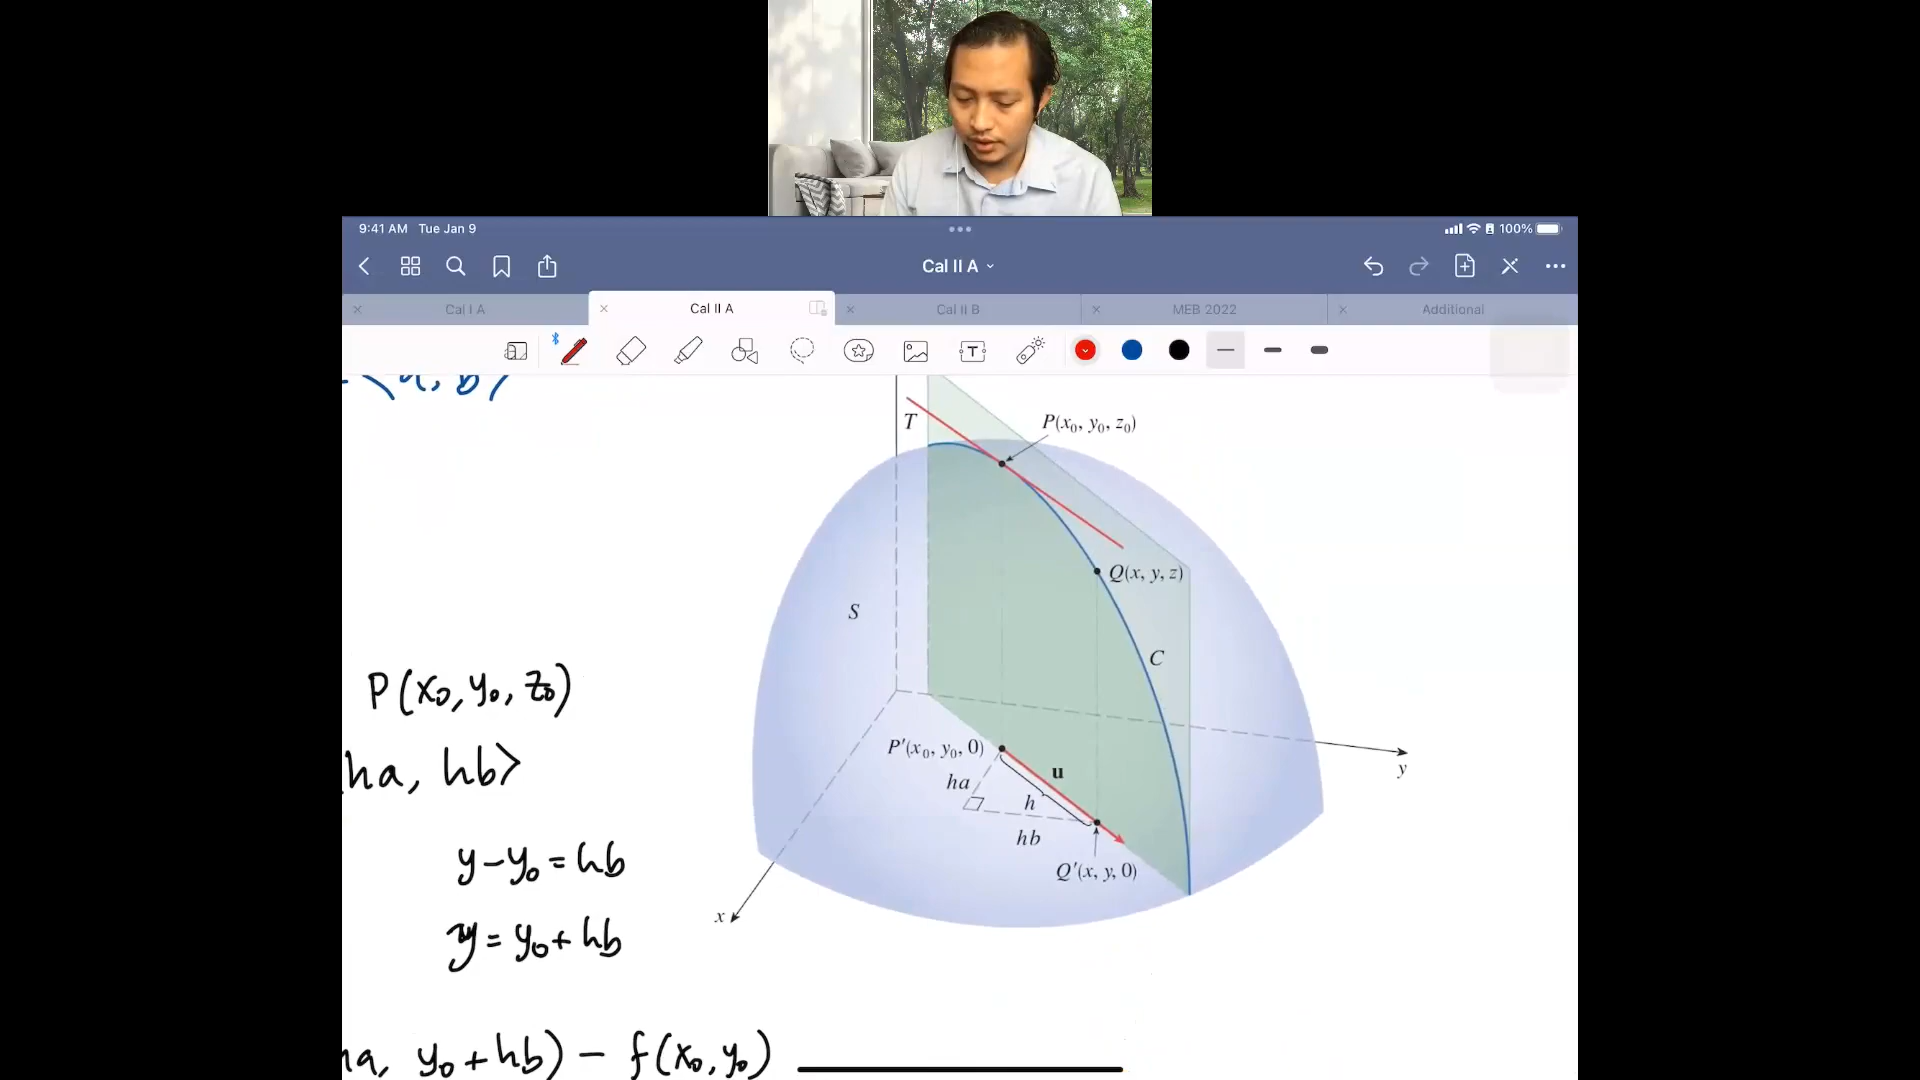 9:41 AM Tue Jan 9
100%
Cal II A
Cal I A
Cal II A
Cal II B
MEB 2022
Additional
T
T
P(x₀, y₀, z₀)
Q(x, y, z)
S
C
P(x₀, y₀, z₀)
P′(x₀, y₀, 0)
u
y
ha, hb⟩
ha
h
hb
y − y₀ = hb
Q′(x, y, 0)
x
y = y₀ + hb
ha, y₀ + hb) − f(x₀, y₀)